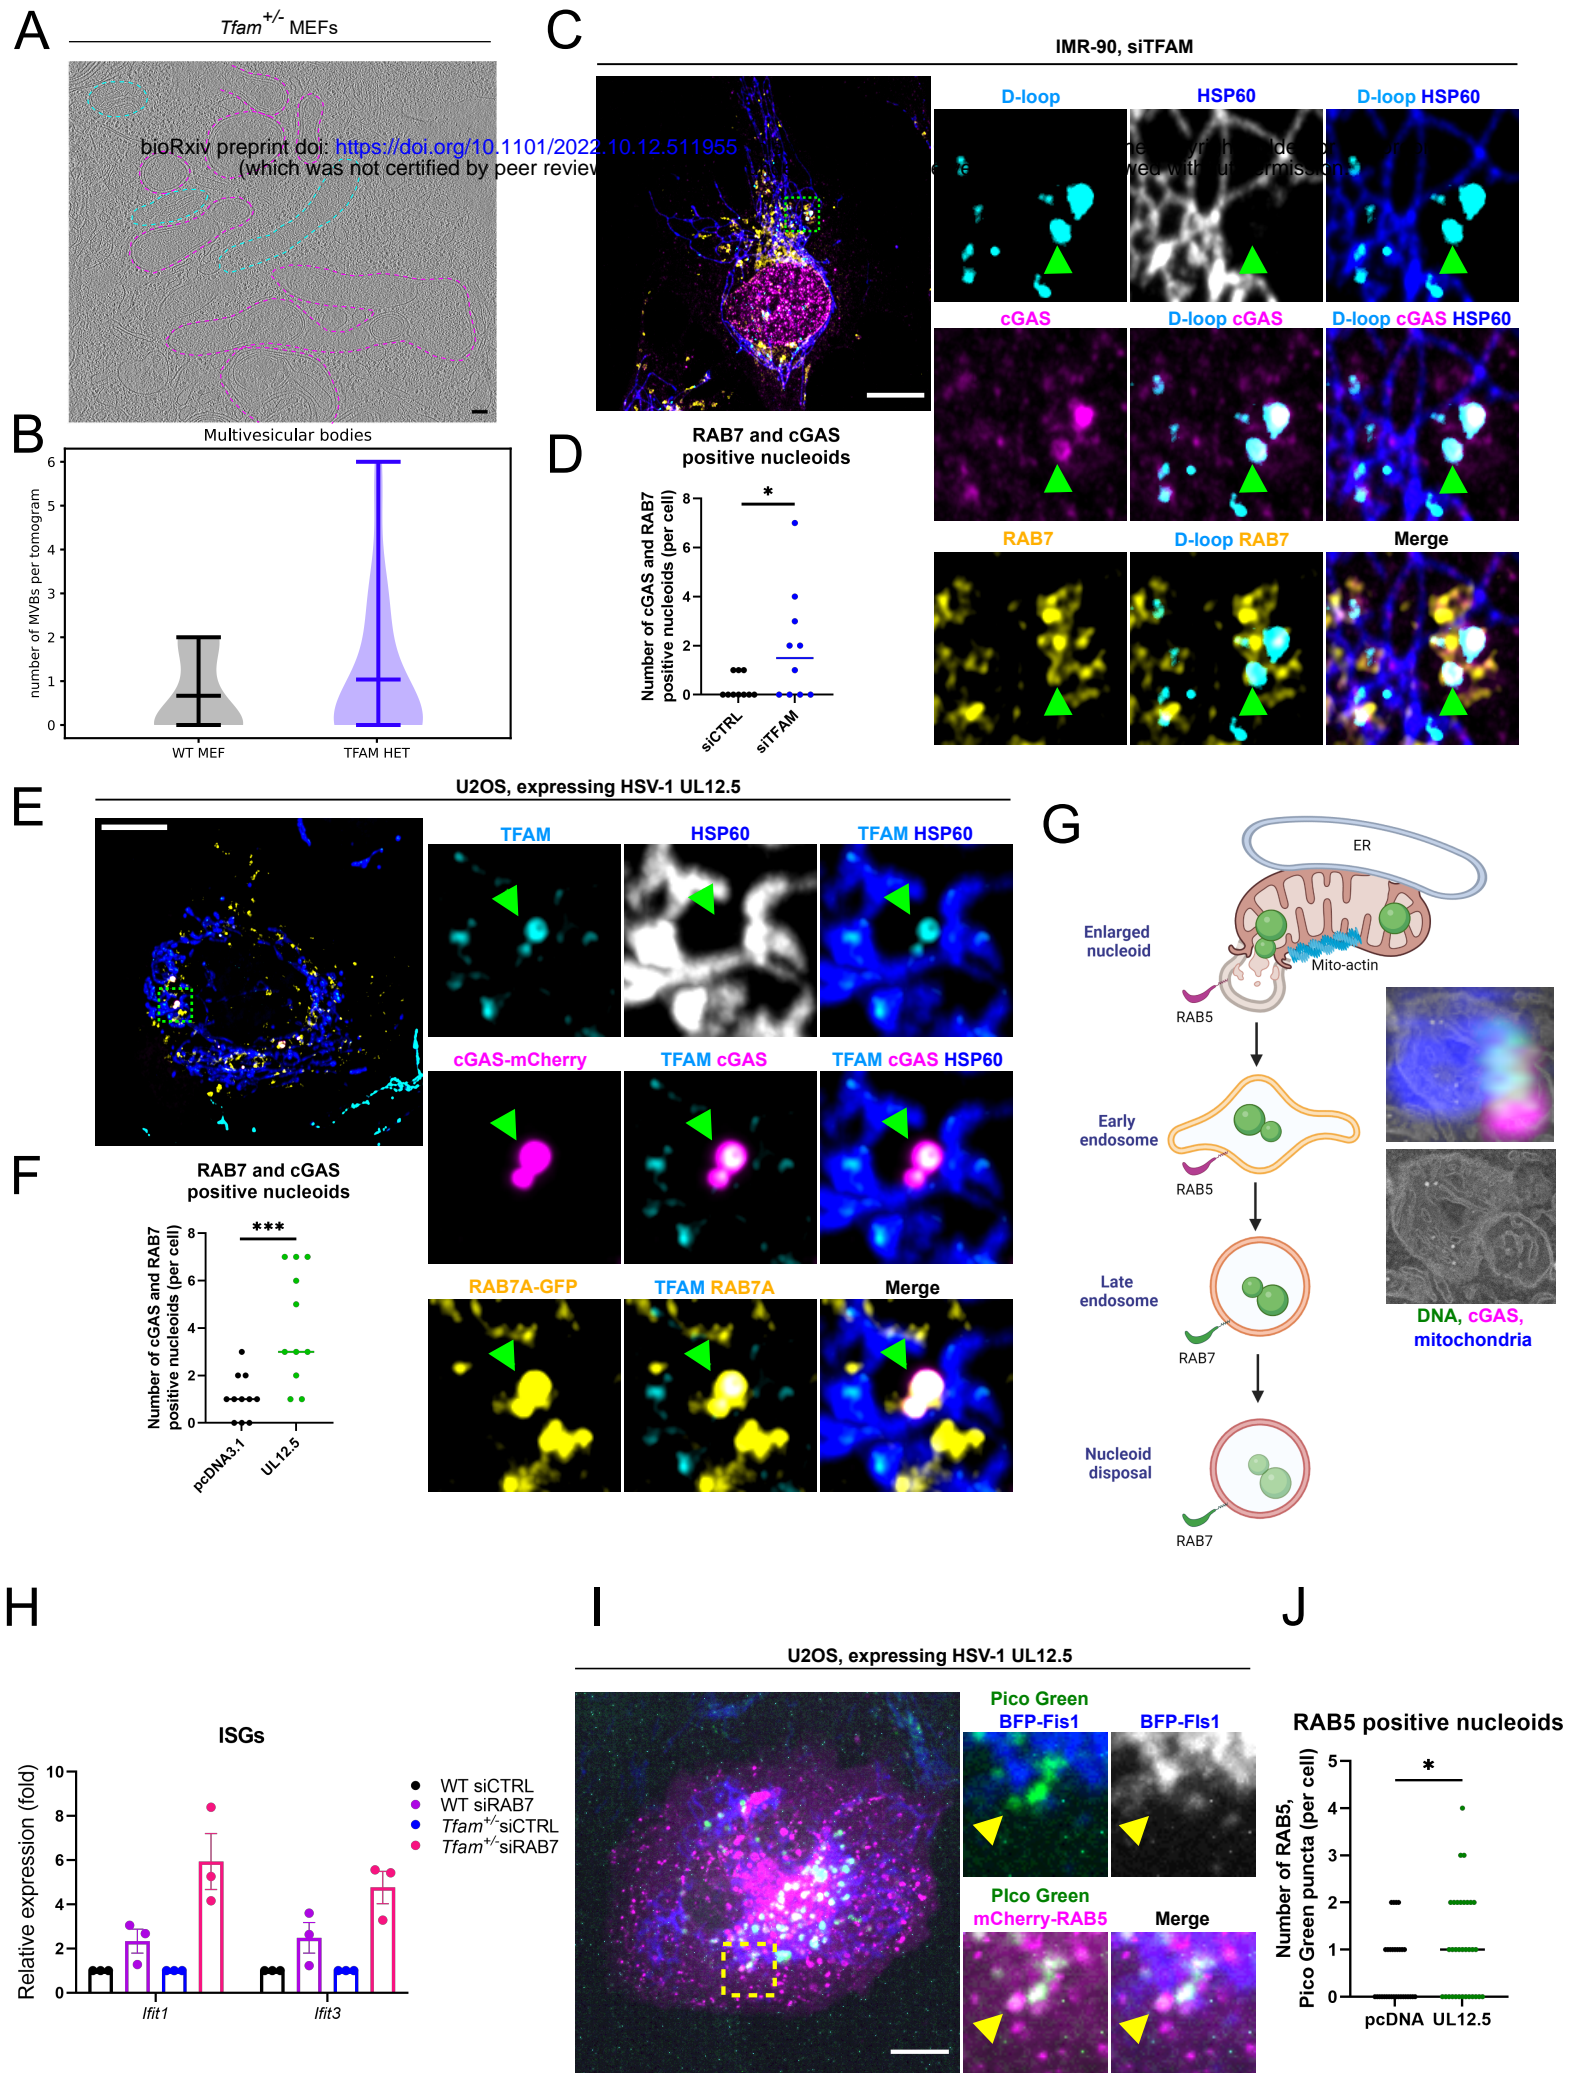 A
Tfam+/- MEFs
bioRxiv preprint doi: https://doi.org/10.1101/2022.10.12.511955
(which was not certified by peer review
B
Multivesicular bodies
number of MVBs per tomogram
6
5
4
3
2
1
0
WT MEF
TFAM HET
C
IMR-90, siTFAM
D-loop
HSP60
D-loop HSP60
cGAS
D-loop cGAS
D-loop cGAS HSP60
RAB7
D-loop RAB7
Merge
D
RAB7 and cGAS
positive nucleoids
Number of cGAS and RAB7
positive nucleoids (per cell)
8
6
4
2
0
*
siCTRL
siTFAM
E
U2OS, expressing HSV-1 UL12.5
TFAM
HSP60
TFAM HSP60
cGAS-mCherry
TFAM cGAS
TFAM cGAS HSP60
RAB7A-GFP
TFAM RAB7A
Merge
F
RAB7 and cGAS
positive nucleoids
Number of cGAS and RAB7
positive nucleoids (per cell)
8
6
4
2
0
***
pcDNA3.1
UL12.5
G
ER
Enlarged
nucleoid
Mito-actin
RAB5
Early
endosome
RAB5
Late
endosome
RAB7
Nucleoid
disposal
RAB7
DNA, cGAS,
mitochondria
H
ISGs
Relative expression (fold)
10
8
6
4
2
0
Ifit1
Ifit3
WT siCTRL
WT siRAB7
Tfam+/-siCTRL
Tfam+/-siRAB7
I
U2OS, expressing HSV-1 UL12.5
Pico Green
BFP-Fis1
BFP-FIs1
PIco Green
mCherry-RAB5
Merge
J
RAB5 positive nucleoids
Number of RAB5,
Pico Green puncta (per cell)
5
4
3
2
1
0
*
pcDNA
UL12.5